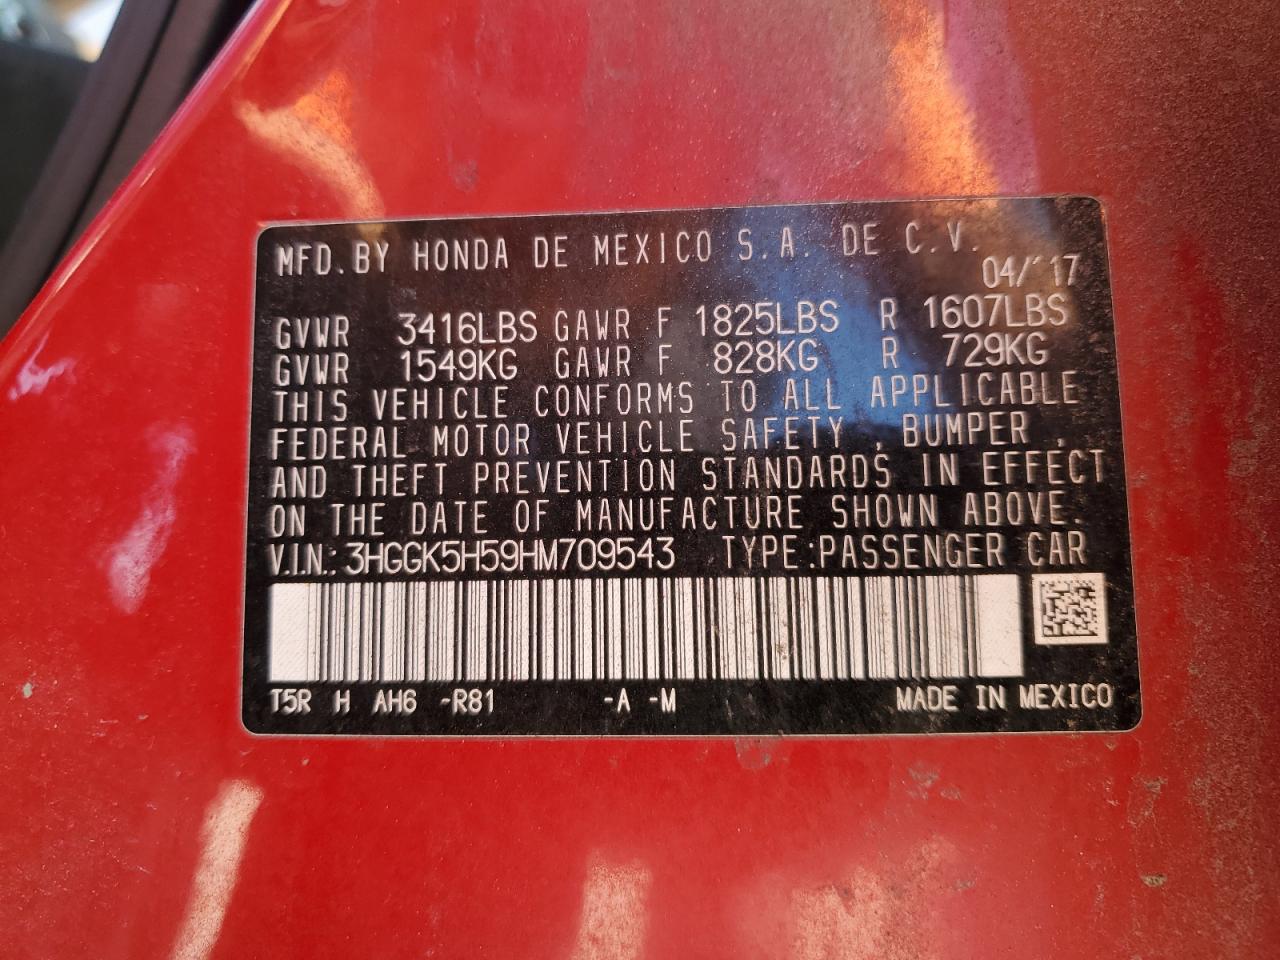 MFD. BY HONDA DE MEXICO S.A. DE C.V.
04/'17
GVWR 3416LBS GAWR F 1825LBS R 1607LBS
GVWR 1549KG GAWR F 828KG R 729KG
THIS VEHICLE CONFORMS TO ALL APPLICABLE
FEDERAL MOTOR VEHICLE SAFETY , BUMPER ,
AND THEFT PREVENTION STANDARDS IN EFFECT
ON THE DATE OF MANUFACTURE SHOWN ABOVE.
V.I.N.: 3HGGK5H59HM709543 TYPE :PASSENGER CAR
T5R H AH6 -R81 -A -M MADE IN MEXICO